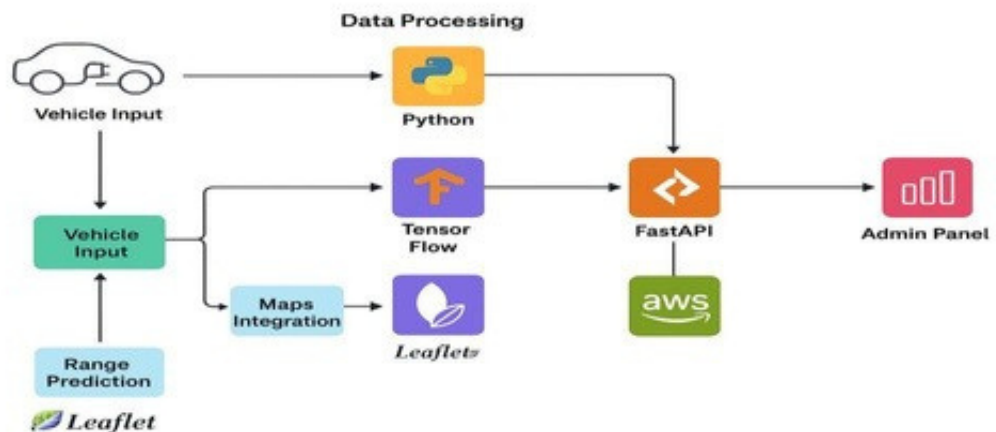 Data Processing
Vehicle Input
Python
Vehicle
Input
Tensor
Flow
FastAPI
Admin Panel
Maps
Integration
Leaflet
aws
Range
Prediction
Leaflet